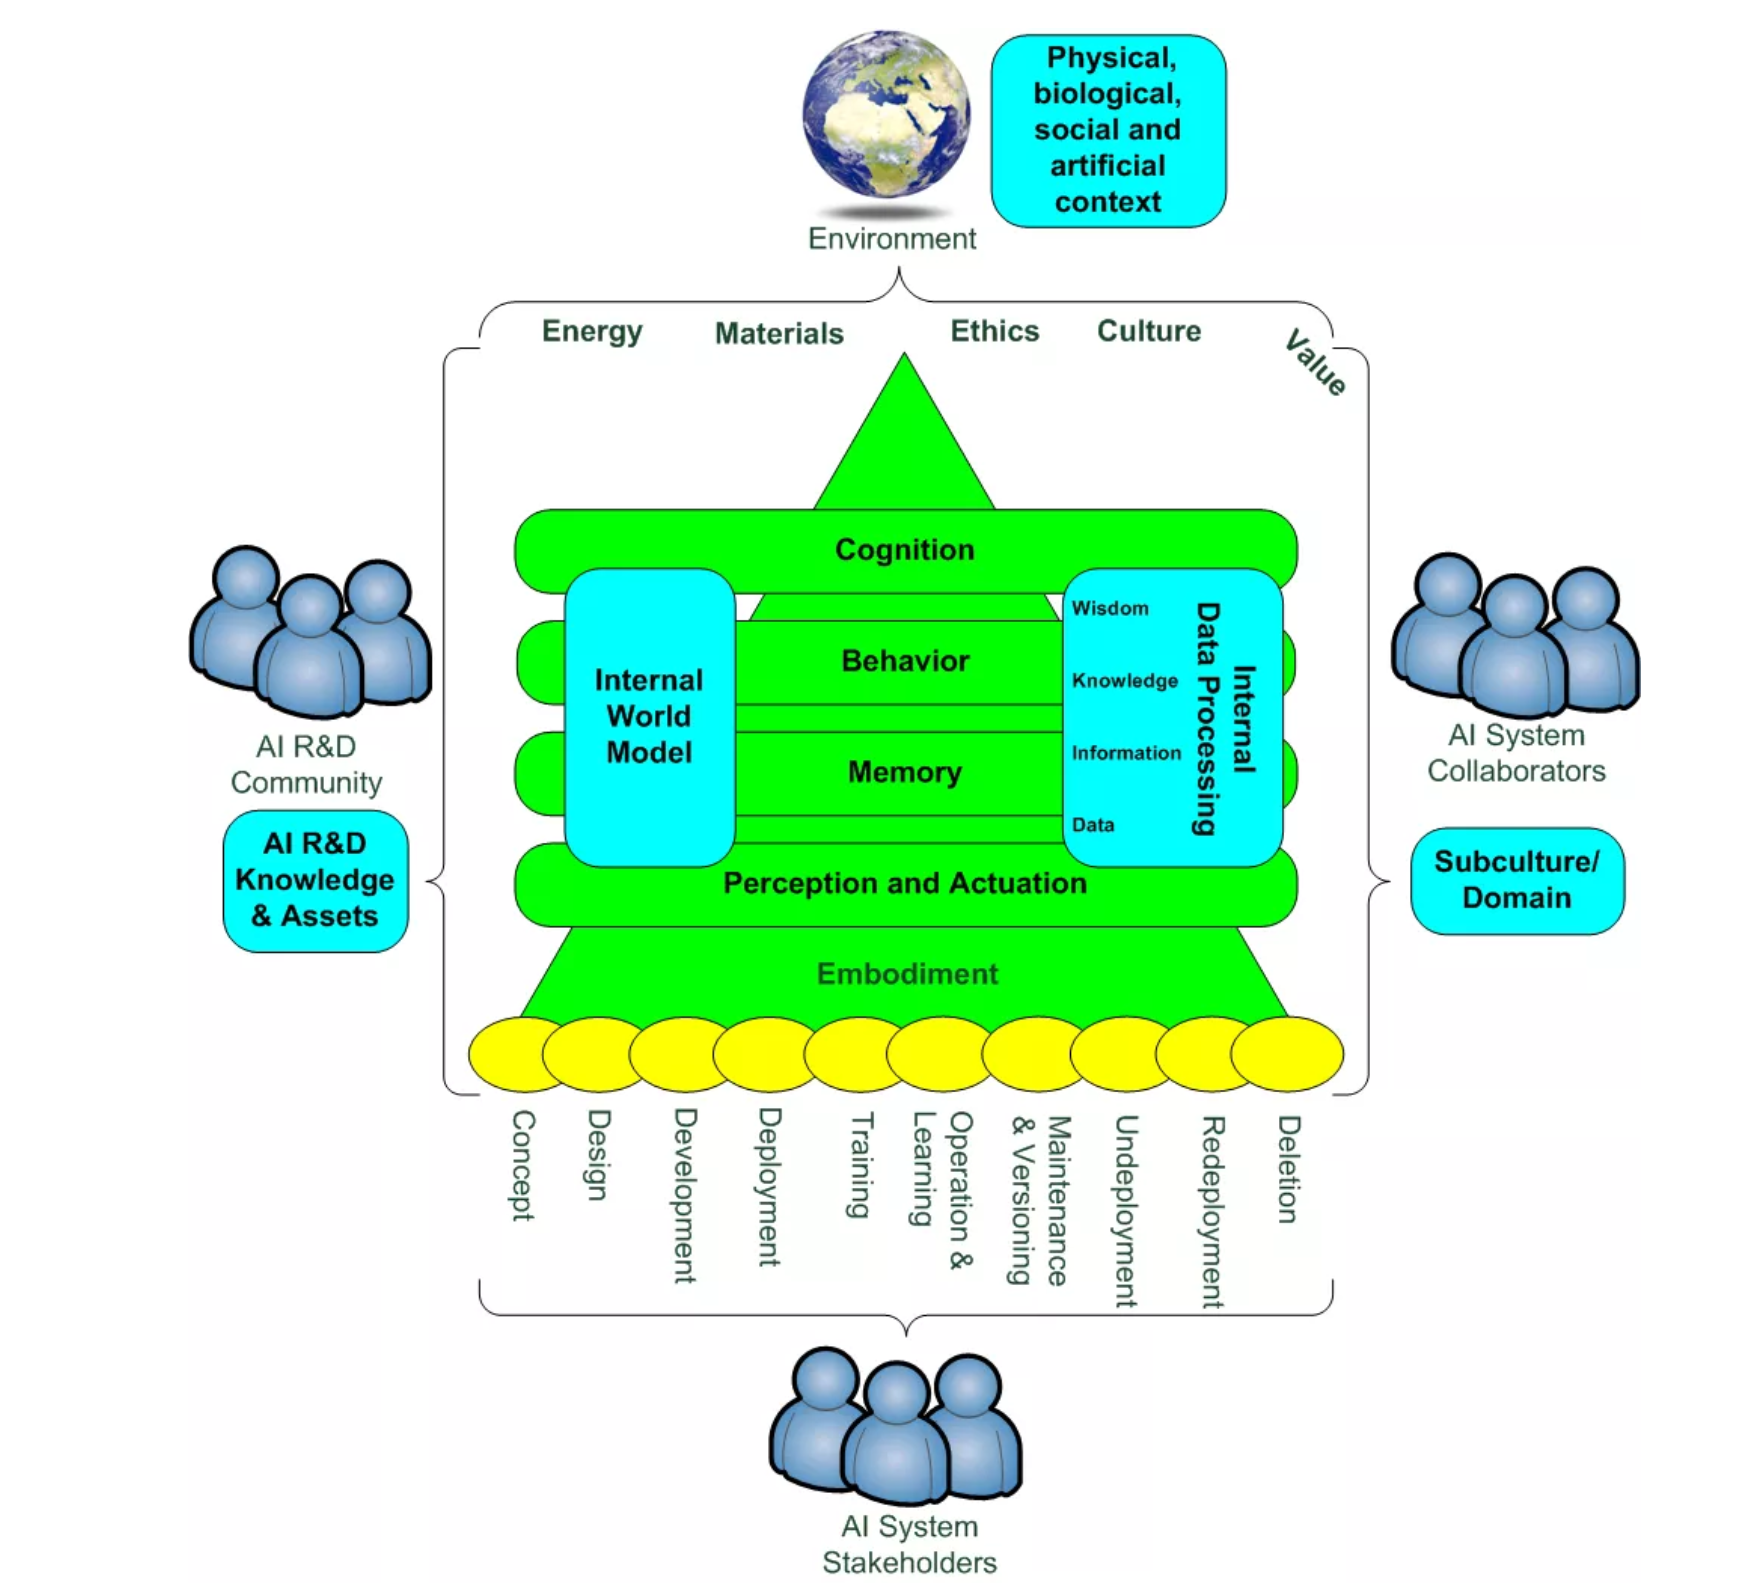 Physical,
biological,
social and
artificial
context
Environment
Energy
Materials
Ethics
Culture
Value
Cognition
Behavior
Memory
Perception and Actuation
Embodiment
Internal
World
Model
Wisdom
Knowledge
Information
Data
Internal
Data Processing
AI R&D
Community
AI R&D
Knowledge
& Assets
AI System
Collaborators
Subculture/
Domain
Concept
Design
Development
Deployment
Training
Operation &
Learning
Maintenance
& Versioning
Undeployment
Redeployment
Deletion
AI System
Stakeholders